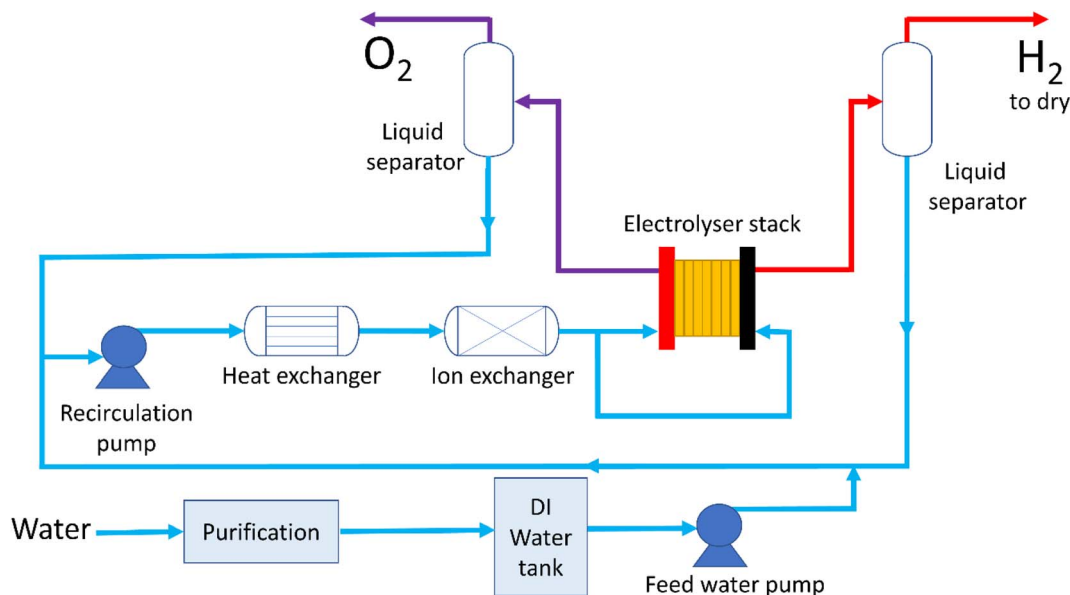 O₂
H₂
to dry
Liquid
separator
Liquid
separator
Electrolyser stack
Heat exchanger
Ion exchanger
Recirculation
pump
Water
Purification
DI
Water
tank
Feed water pump